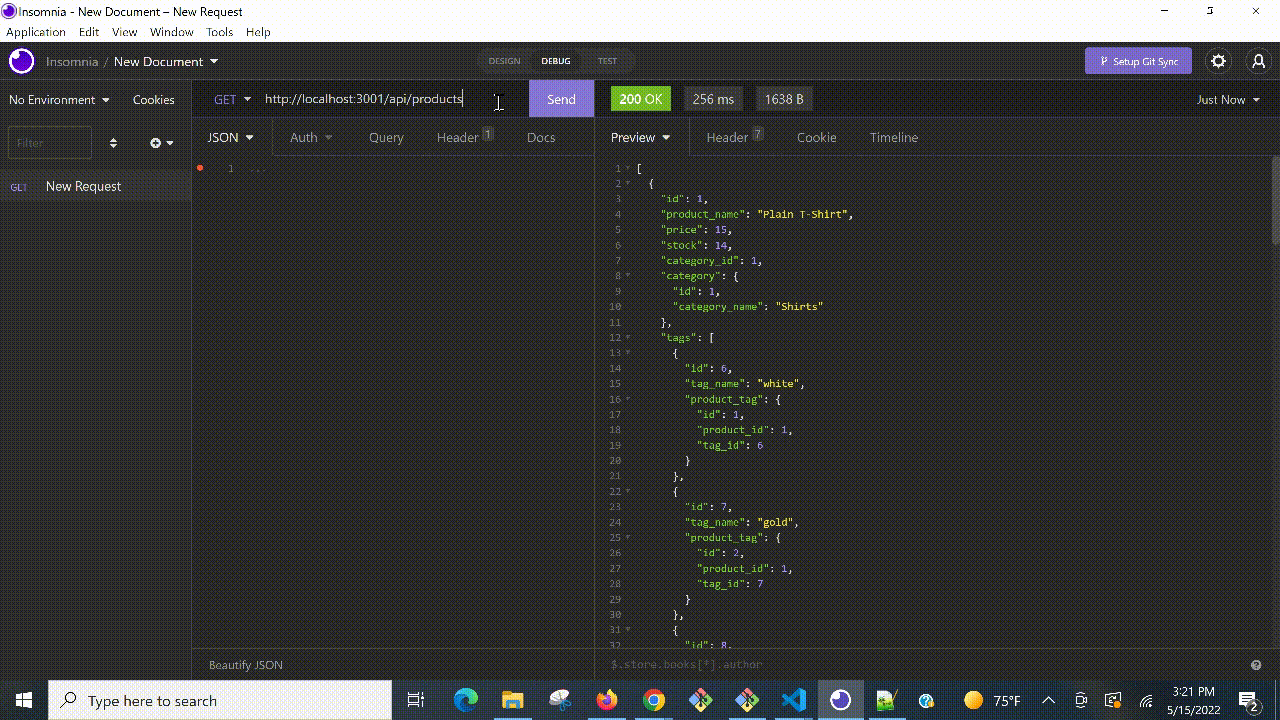 Insomnia - New Document – New Request
Application Edit View Window Tools Help
Insomnia / New Document
DESIGN DEBUG TEST
Setup Git Sync
No Environment Cookies
GET http://localhost:3001/api/products Send
200 OK 256 ms 1638 B Just Now
Filter
JSON Auth Query Header 1 Docs
Preview Header 7 Cookie Timeline
GET New Request
1 ...
1 [
2 {
3 "id": 1,
4 "product_name": "Plain T-Shirt",
5 "price": 15,
6 "stock": 14,
7 "category_id": 1,
8 "category": {
9 "id": 1,
10 "category_name": "Shirts"
11 },
12 "tags": [
13 {
14 "id": 6,
15 "tag_name": "white",
16 "product_tag": {
17 "id": 1,
18 "product_id": 1,
19 "tag_id": 6
20 }
21 },
22 {
23 "id": 7,
24 "tag_name": "gold",
25 "product_tag": {
26 "id": 2,
27 "product_id": 1,
28 "tag_id": 7
29 }
30 },
31 {
32 "id": 8,
Beautify JSON
$.store.books[*].author
Type here to search
75°F
3:21 PM
5/15/2022
2